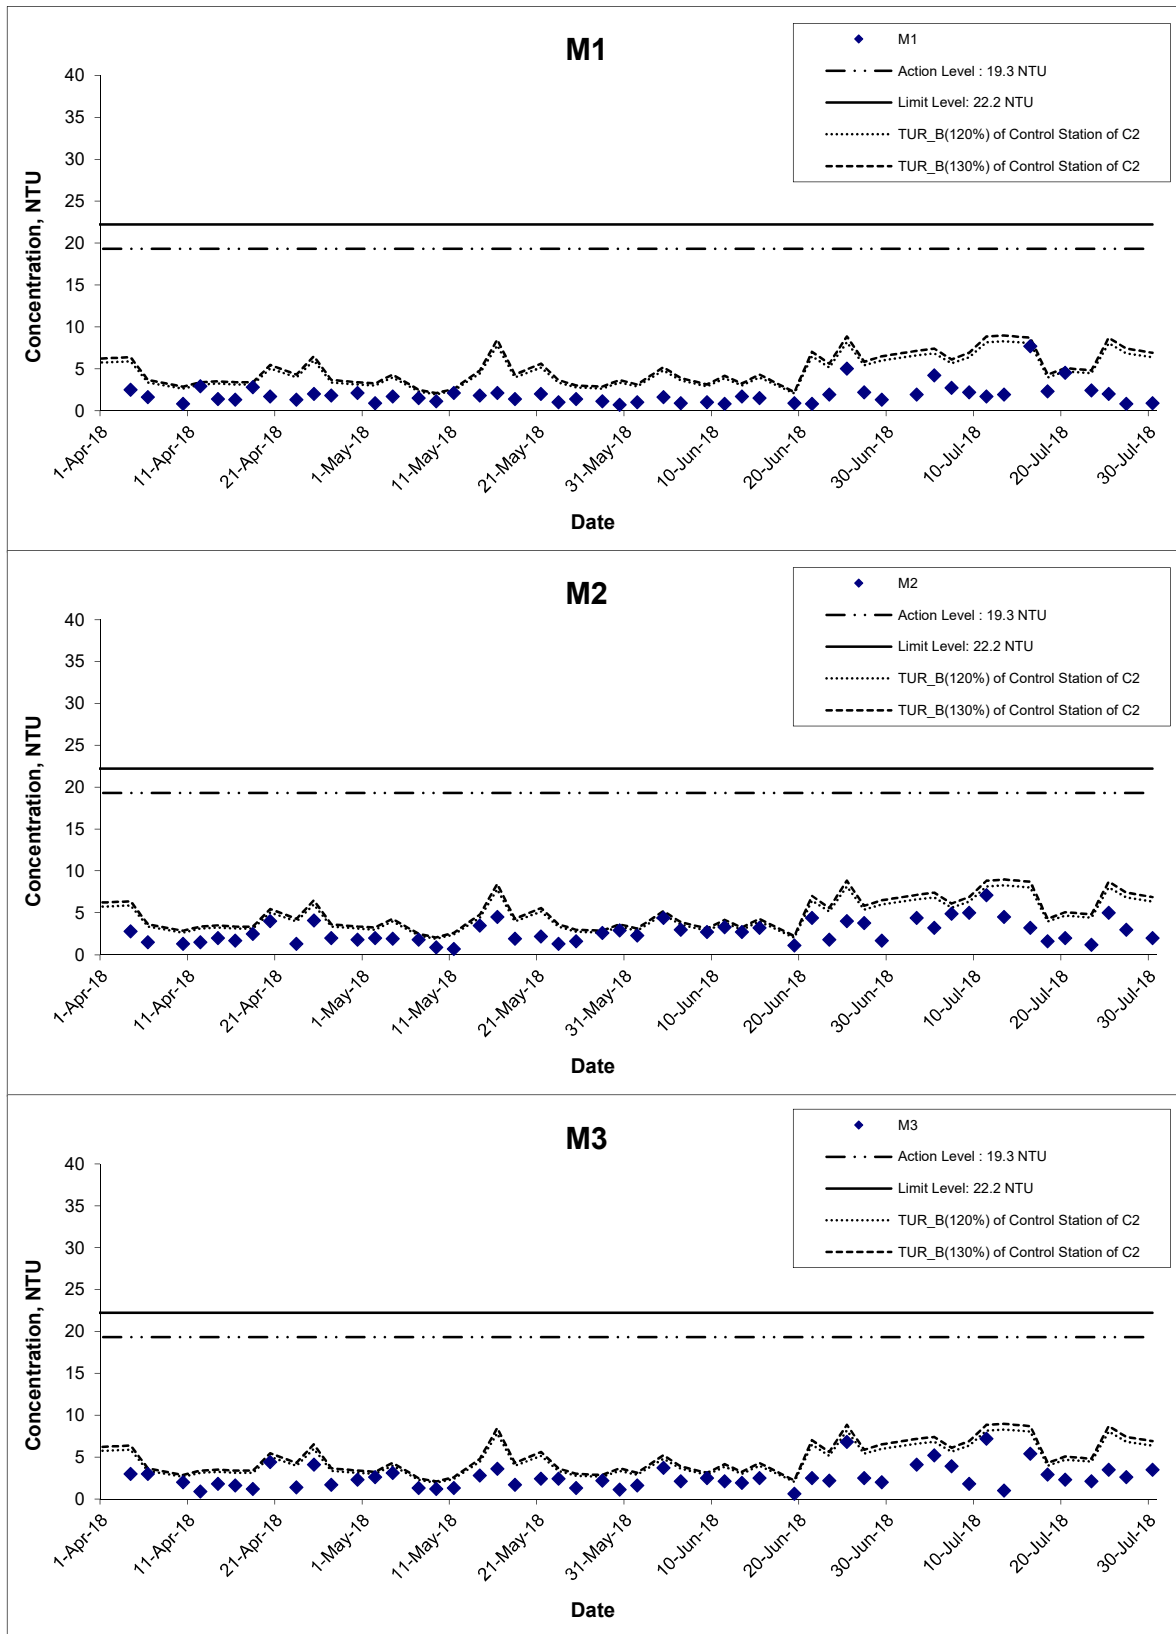 M1
M1
Action Level : 19.3 NTU
Limit Level: 22.2 NTU
TUR_B(120%) of Control Station of C2
TUR_B(130%) of Control Station of C2
Concentration, NTU
40
35
30
25
20
15
10
5
0
1-Apr-18
11-Apr-18
21-Apr-18
1-May-18
11-May-18
21-May-18
31-May-18
10-Jun-18
20-Jun-18
30-Jun-18
10-Jul-18
20-Jul-18
30-Jul-18
Date
M2
M2
Action Level : 19.3 NTU
Limit Level: 22.2 NTU
TUR_B(120%) of Control Station of C2
TUR_B(130%) of Control Station of C2
Concentration, NTU
40
35
30
25
20
15
10
5
0
1-Apr-18
11-Apr-18
21-Apr-18
1-May-18
11-May-18
21-May-18
31-May-18
10-Jun-18
20-Jun-18
30-Jun-18
10-Jul-18
20-Jul-18
30-Jul-18
Date
M3
M3
Action Level : 19.3 NTU
Limit Level: 22.2 NTU
TUR_B(120%) of Control Station of C2
TUR_B(130%) of Control Station of C2
Concentration, NTU
40
35
30
25
20
15
10
5
0
1-Apr-18
11-Apr-18
21-Apr-18
1-May-18
11-May-18
21-May-18
31-May-18
10-Jun-18
20-Jun-18
30-Jun-18
10-Jul-18
20-Jul-18
30-Jul-18
Date